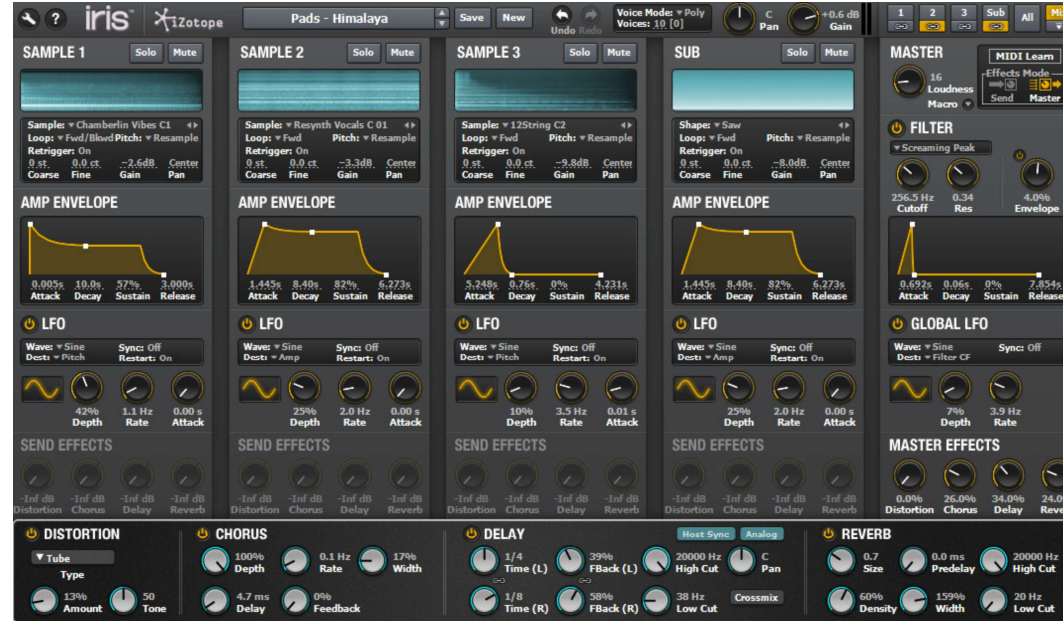 ? iris™ iZotope Pads - Himalaya Save New Undo Redo Voice Mode: Poly Voices: 10 [0] C Pan +0.6 dB Gain 1 2 3 Sub All Mi
SAMPLE 1 Solo Mute
Sample: Chamberlin Vibes C1
Loop: Fwd/Bkwd Pitch: Resample
Retrigger: On
0 st 0.0 ct -2.6dB Center
Coarse Fine Gain Pan
AMP ENVELOPE
0.005s 10.0s 57% 3.000s
Attack Decay Sustain Release
LFO
Wave: Sine Sync: Off
Dest: Pitch Restart: On
42% 1.1 Hz 0.00 s
Depth Rate Attack
SEND EFFECTS
-Inf dB -Inf dB -Inf dB -Inf dB
Distortion Chorus Delay Reverb
SAMPLE 2 Solo Mute
Sample: Resynth Vocals C 01
Loop: Fwd Pitch: Resample
Retrigger: On
0 st 0.0 ct -3.3dB Center
Coarse Fine Gain Pan
AMP ENVELOPE
1.445s 8.40s 82% 6.273s
Attack Decay Sustain Release
LFO
Wave: Sine Sync: Off
Dest: Amp Restart: On
25% 2.0 Hz 0.00 s
Depth Rate Attack
SEND EFFECTS
-Inf dB -Inf dB -Inf dB -Inf dB
Distortion Chorus Delay Reverb
SAMPLE 3 Solo Mute
Sample: 12String C2
Loop: Fwd Pitch: Resample
Retrigger: On
0 st 0.0 ct -9.8dB Center
Coarse Fine Gain Pan
AMP ENVELOPE
5.248s 0.76s 0% 4.231s
Attack Decay Sustain Release
LFO
Wave: Sine Sync: Off
Dest: Pitch Restart: On
10% 3.5 Hz 0.01 s
Depth Rate Attack
SEND EFFECTS
-Inf dB -Inf dB -Inf dB -Inf dB
Distortion Chorus Delay Reverb
SUB Solo Mute
Shape: Saw
Loop: Fwd Pitch: Resample
Retrigger: On
0 st 0.0 ct -8.0dB Center
Coarse Fine Gain Pan
AMP ENVELOPE
1.445s 8.40s 82% 6.273s
Attack Decay Sustain Release
LFO
Wave: Sine Sync: Off
Dest: Amp Restart: On
25% 2.0 Hz 0.00 s
Depth Rate Attack
SEND EFFECTS
-Inf dB -Inf dB -Inf dB -Inf dB
Distortion Chorus Delay Reverb
MASTER MIDI Learn
16 Loudness
Macro
Effects Mode
Send Master
FILTER
Screaming Peak
256.5 Hz 0.34 4.0%
Cutoff Res Envelope
0.692s 0.06s 0% 7.854s
Attack Decay Sustain Release
GLOBAL LFO
Wave: Sine Sync: Off
Dest: Filter CF
7% 3.9 Hz
Depth Rate
MASTER EFFECTS
0.0% 26.0% 34.0% 24.0
Distortion Chorus Delay Reve
DISTORTION
Tube
Type
13% 50
Amount Tone
CHORUS
100% 0.1 Hz 17%
Depth Rate Width
4.7 ms 0%
Delay Feedback
DELAY Host Sync Analog
1/4 39% 20000 Hz C
Time (L) FBack (L) High Cut Pan
1/8 58% 38 Hz Crossmix
Time (R) FBack (R) Low Cut
REVERB
0.7 0.0 ms 20000 Hz
Size Predelay High Cut
60% 159% 20 Hz
Density Width Low Cut